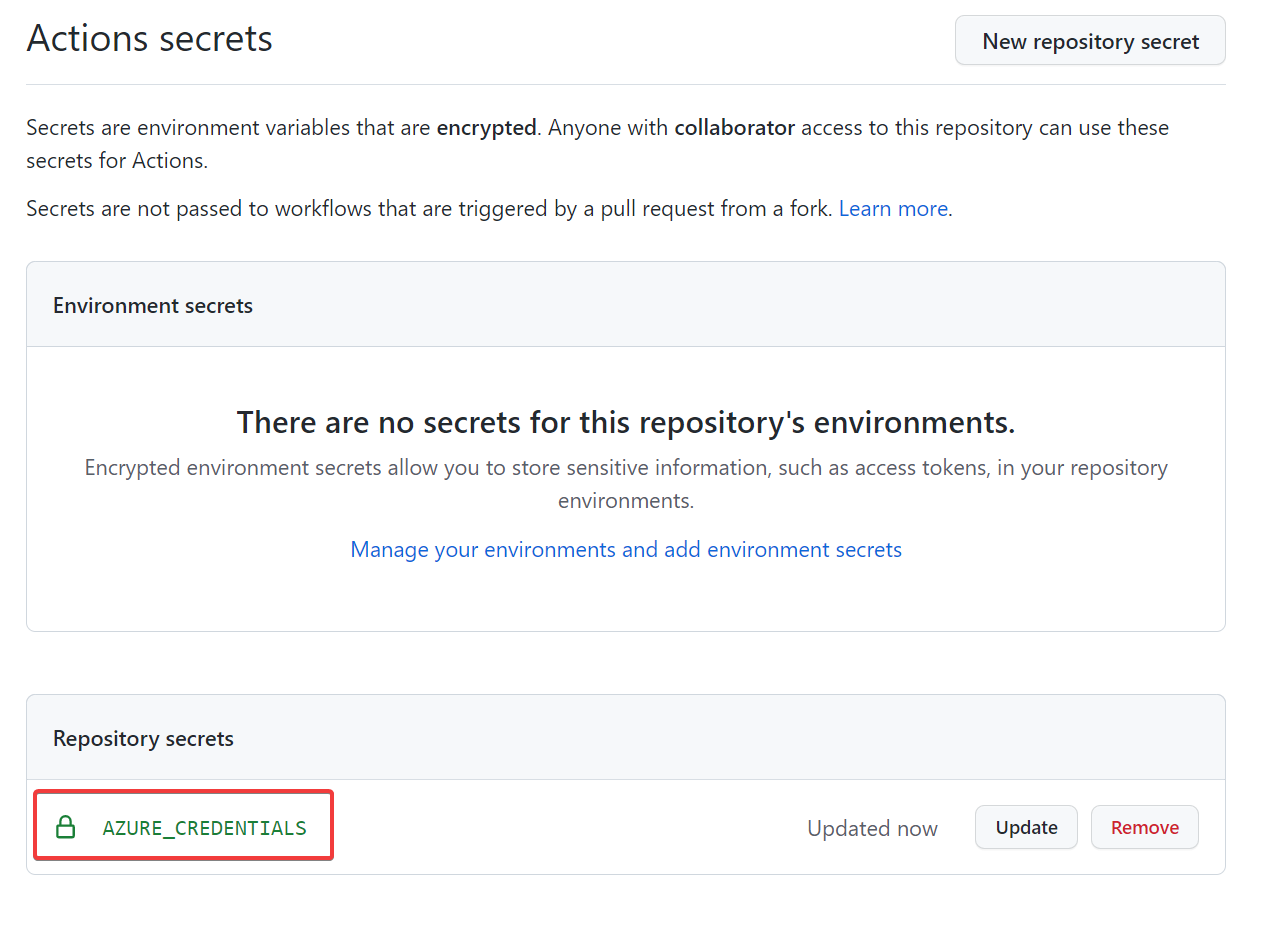 Actions secrets
New repository secret
Secrets are environment variables that are encrypted. Anyone with collaborator access to this repository can use these
secrets for Actions.
Secrets are not passed to workflows that are triggered by a pull request from a fork. Learn more.
Environment secrets
There are no secrets for this repository's environments.
Encrypted environment secrets allow you to store sensitive information, such as access tokens, in your repository
environments.
Manage your environments and add environment secrets
Repository secrets
AZURE_CREDENTIALS
Updated now
Update
Remove